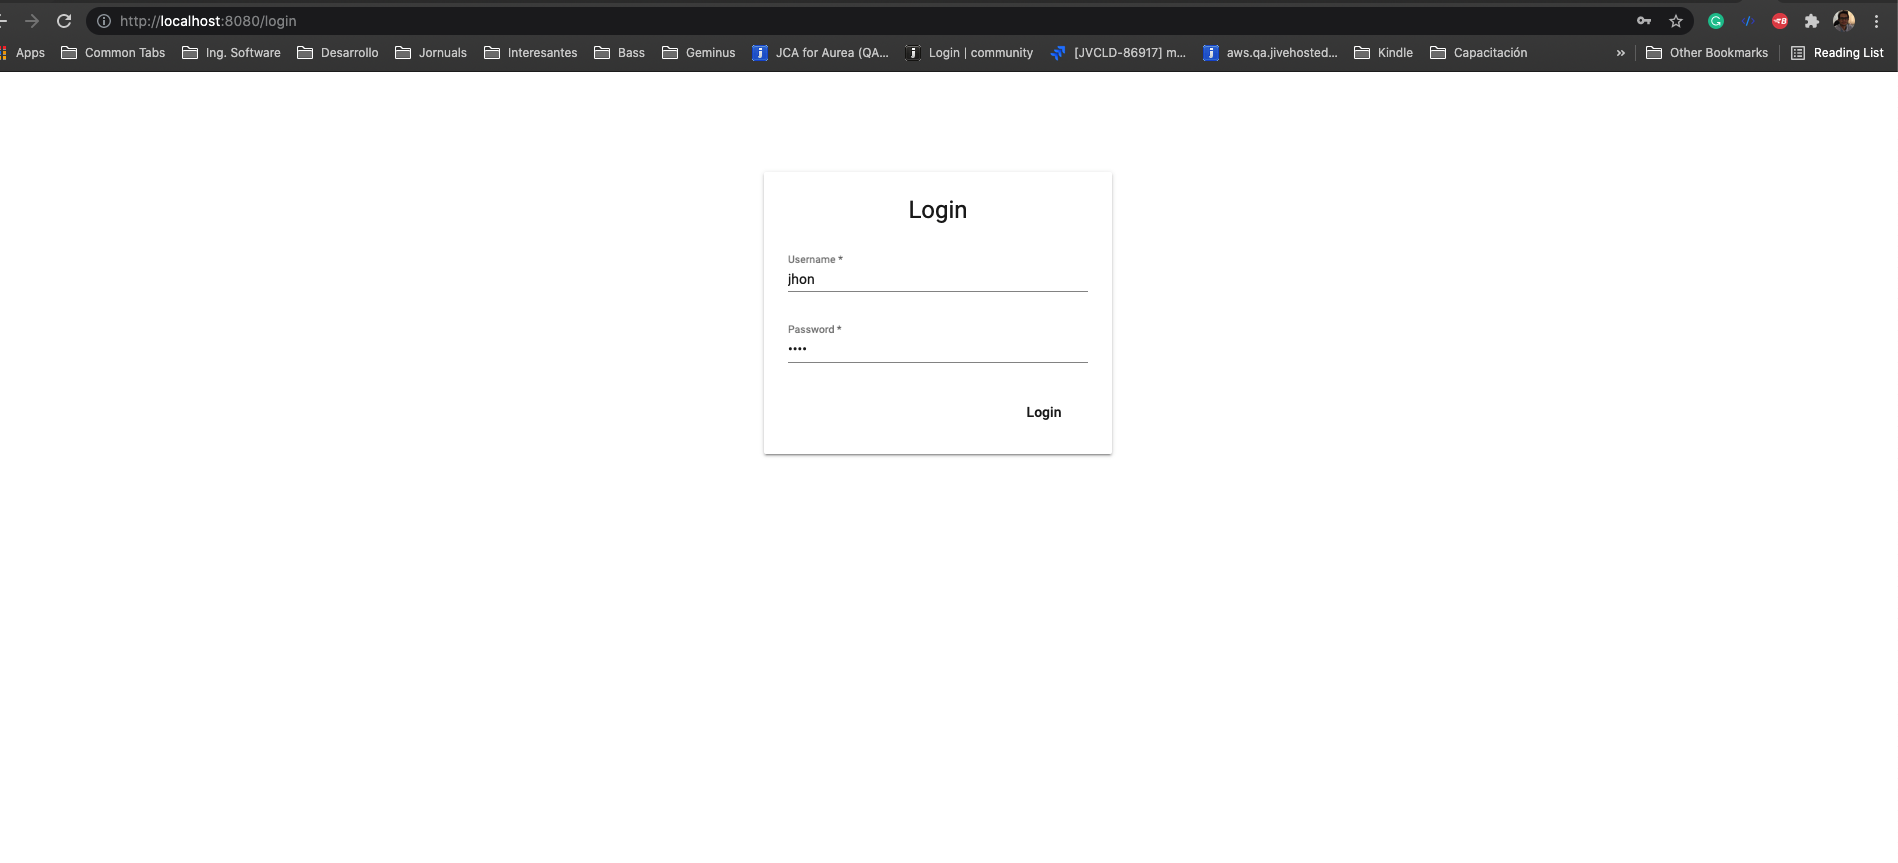 http://localhost:8080/login
Apps Common Tabs Ing. Software Desarrollo Jornuals Interesantes Bass Geminus JCA for Aurea (QA... Login | community [JVCLD-86917] m... aws.qa.jivehosted... Kindle Capacitación » Other Bookmarks Reading List
Login
Username *
jhon
Password *
••••
Login